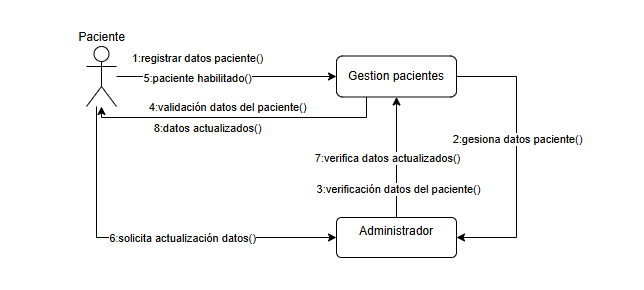 Paciente
1:registrar datos paciente()
5:paciente habilitado()
Gestion pacientes
4:validación datos del paciente()
8:datos actualizados()
2:gesiona datos paciente()
7:verifica datos actualizados()
3:verificación datos del paciente()
Administrador
6:solicita actualización datos()